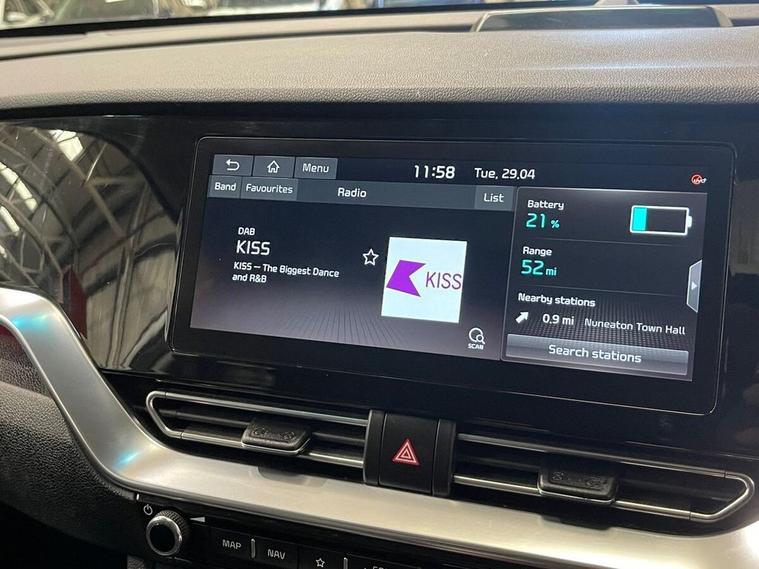 Menu
11:58
Tue, 29.04
Band
Favourites
Radio
List
DAB
KISS
KISS – The Biggest Dance
and R&B
KISS
SCAN
Battery
21 %
Range
52 mi
Nearby stations
0.9 mi Nuneaton Town Hall
Search stations
MAP
NAV